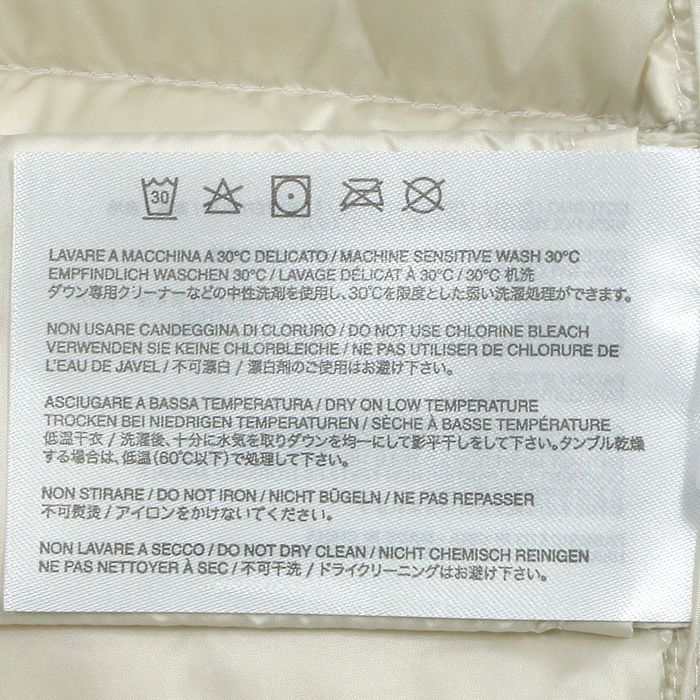 30
LAVARE A MACCHINA A 30°C DELICATO / MACHINE SENSITIVE WASH 30°C
EMPFINDLICH WASCHEN 30°C / LAVAGE DÉLICAT À 30°C / 30°C 机洗
ダウン専用クリーナーなどの中性洗剤を使用し、30℃を限度とした弱い洗濯処理ができます。
NON USARE CANDEGGINA DI CLORURO / DO NOT USE CHLORINE BLEACH
VERWENDEN SIE KEINE CHLORBLEICHE / NE PAS UTILISER DE CHLORURE DE
L'EAU DE JAVEL / 不可漂白 / 漂白剤のご使用はお避け下さい。
ASCIUGARE A BASSA TEMPERATURA / DRY ON LOW TEMPERATURE
TROCKEN BEI NIEDRIGEN TEMPERATUREN / SÈCHE À BASSE TEMPÉRATURE
低温干衣 / 洗濯後、十分に水気を取りダウンを均一にして影平干しをして下さい。タンブル乾燥
する場合は、低温(60℃以下)で処理して下さい。
NON STIRARE / DO NOT IRON / NICHT BÜGELN / NE PAS REPASSER
不可熨烫 / アイロンをかけないでください。
NON LAVARE A SECCO / DO NOT DRY CLEAN / NICHT CHEMISCH REINIGEN
NE PAS NETTOYER À SEC / 不可干洗 / ドライクリーニングはお避け下さい。